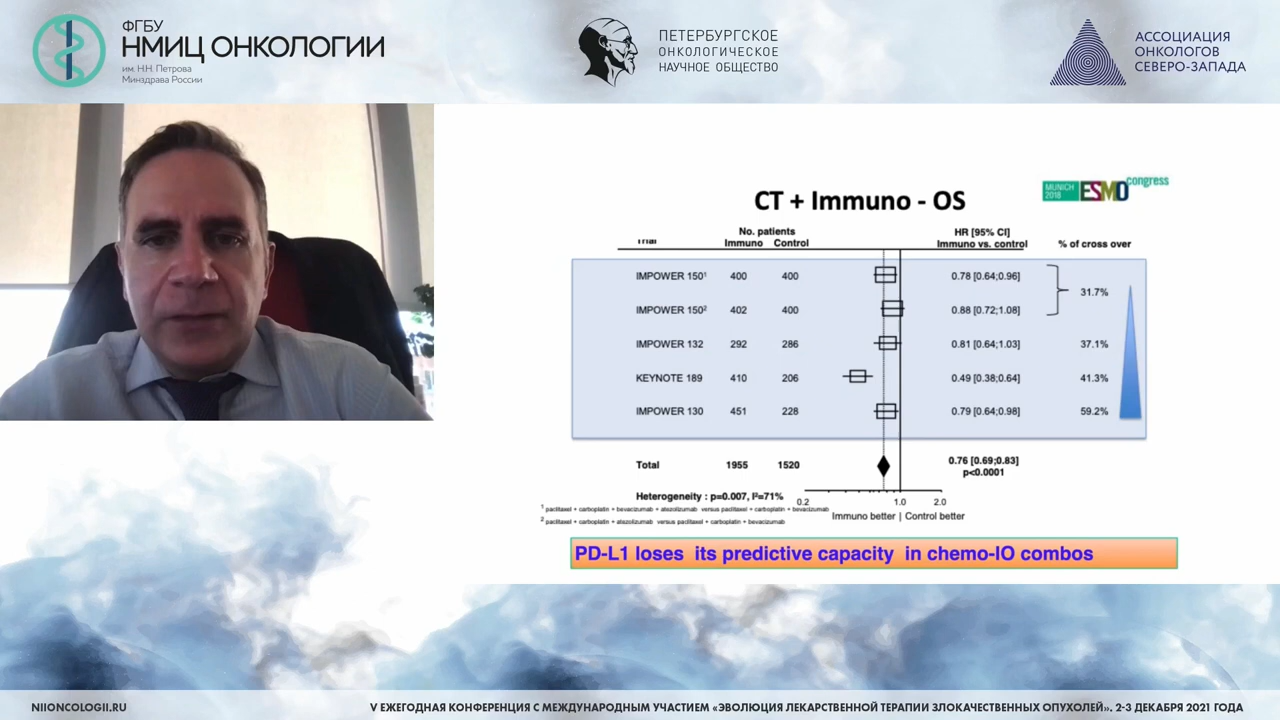 ФГБУ
НМИЦ ОНКОЛОГИИ
им. Н.Н. Петрова
Минздрава России
ПЕТЕРБУРГСКОЕ
ОНКОЛОГИЧЕСКОЕ
НАУЧНОЕ ОБЩЕСТВО
АССОЦИАЦИЯ
ОНКОЛОГОВ
СЕВЕРО-ЗАПАДА
MUNICH
2018
ESMO congress
CT + Immuno - OS
No. patients
HR [95% CI]
Trial Immuno Control Immuno vs. control % of cross over
IMPOWER 150¹ 400 400 0.78 [0.64;0.96]
31.7%
IMPOWER 150² 402 400 0.88 [0.72;1.08]
IMPOWER 132 292 286 0.81 [0.64;1.03] 37.1%
KEYNOTE 189 410 206 0.49 [0.38;0.64] 41.3%
IMPOWER 130 451 228 0.79 [0.64;0.98] 59.2%
Total 1955 1520 0.76 [0.69;0.83]
p<0.0001
Heterogeneity : p=0.007, I²=71%
0.2 1.0 2.0
Immuno better | Control better
¹ paclitaxel + carboplatin + bevacizumab + atezolizumab versus paclitaxel + carboplatin + bevacizumab
² paclitaxel + carboplatin + atezolizumab versus paclitaxel + carboplatin + bevacizumab
PD-L1 loses its predictive capacity in chemo-IO combos
NIIONCOLOGII.RU
V ЕЖЕГОДНАЯ КОНФЕРЕНЦИЯ С МЕЖДУНАРОДНЫМ УЧАСТИЕМ «ЭВОЛЮЦИЯ ЛЕКАРСТВЕННОЙ ТЕРАПИИ ЗЛОКАЧЕСТВЕННЫХ ОПУХОЛЕЙ». 2-3 ДЕКАБРЯ 2021 ГОДА